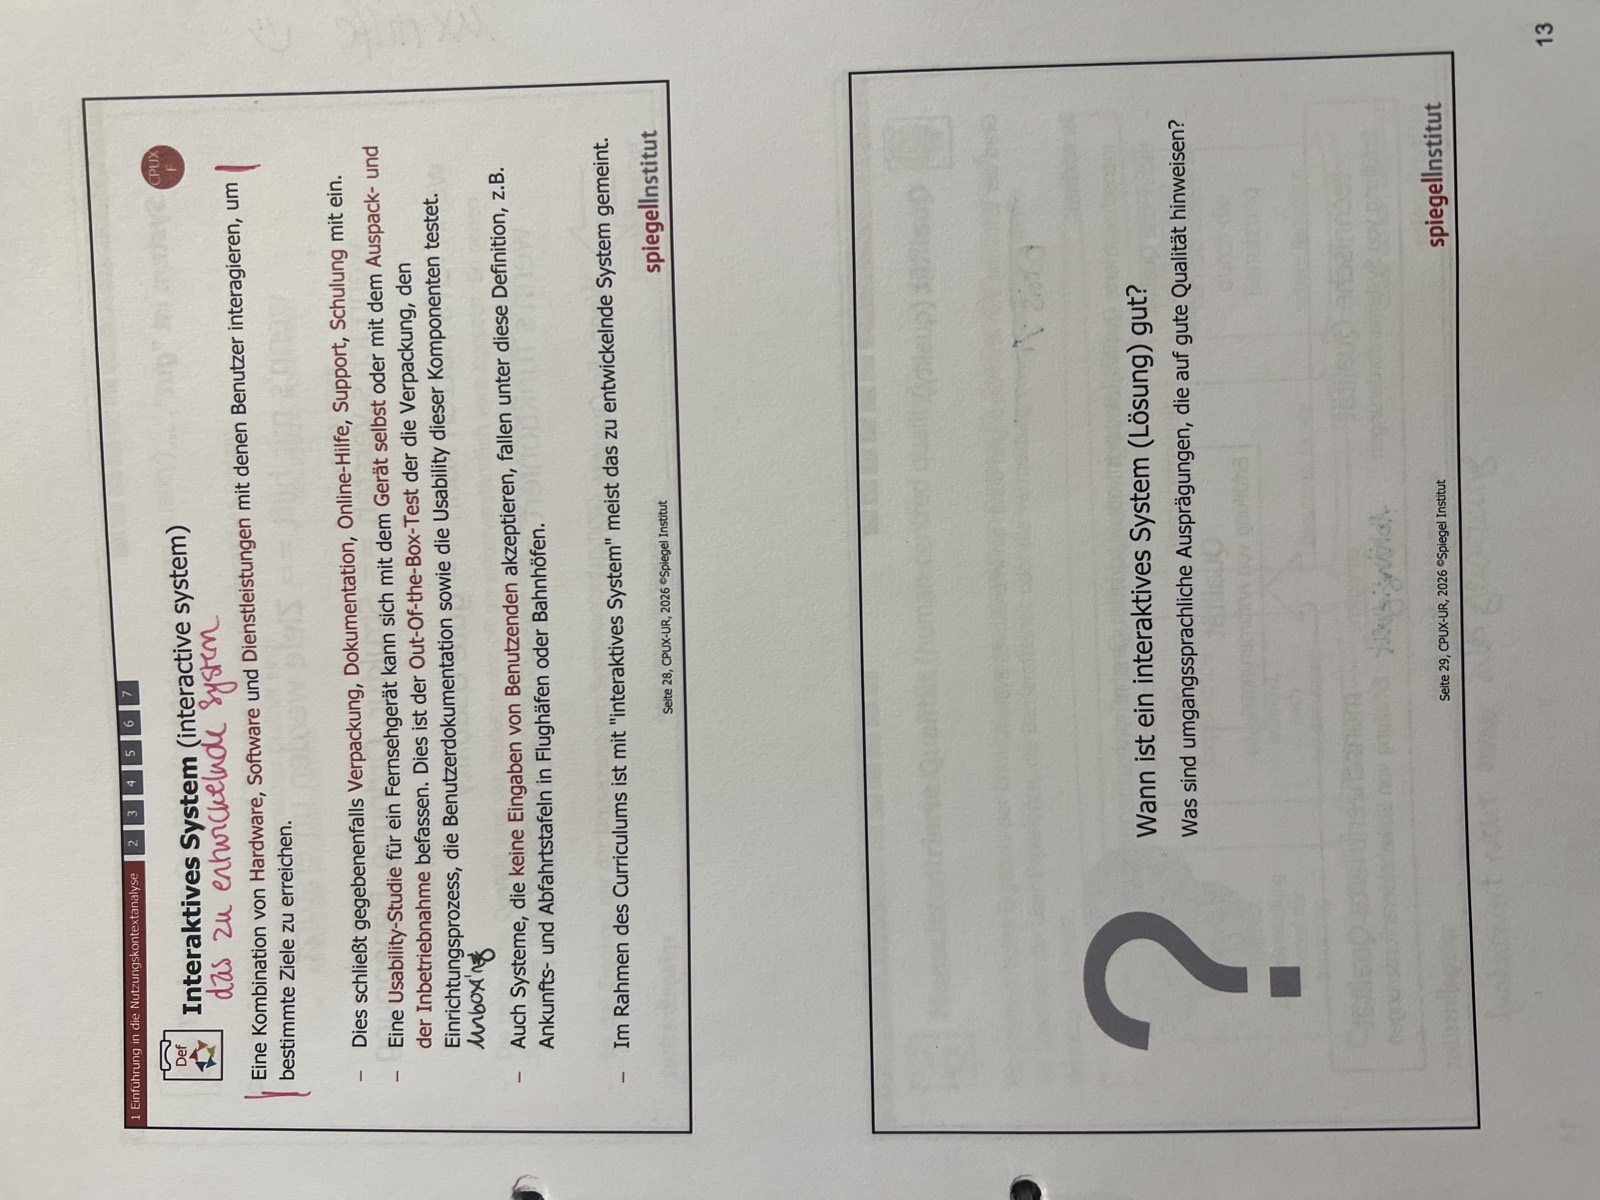 1 Einführung in die Nutzungskontextanalyse 2 3 4 5 6 7
CPUX
F
Def
Interaktives System (interactive system)
das zu entwickelnde System
Eine Kombination von Hardware, Software und Dienstleistungen mit denen Benutzer interagieren, um
bestimmte Ziele zu erreichen.
– Dies schließt gegebenenfalls Verpackung, Dokumentation, Online-Hilfe, Support, Schulung mit ein.
– Eine Usability-Studie für ein Fernsehgerät kann sich mit dem Gerät selbst oder mit dem Auspack- und
der Inbetriebnahme befassen. Dies ist der Out-Of-the-Box-Test der die Verpackung, den
Einrichtungsprozess, die Benutzerdokumentation sowie die Usability dieser Komponenten testet.
Unboxing
– Auch Systeme, die keine Eingaben von Benutzenden akzeptieren, fallen unter diese Definition, z.B.
Ankunfts- und Abfahrtstafeln in Flughäfen oder Bahnhöfen.
– Im Rahmen des Curriculums ist mit "interaktives System" meist das zu entwickelnde System gemeint.
Seite 28, CPUX-UR, 2026 ©Spiegel Institut
spiegelInstitut
?
Wann ist ein interaktives System (Lösung) gut?
Was sind umgangssprachliche Ausprägungen, die auf gute Qualität hinweisen?
Seite 29, CPUX-UR, 2026 ©Spiegel Institut
spiegelInstitut
13